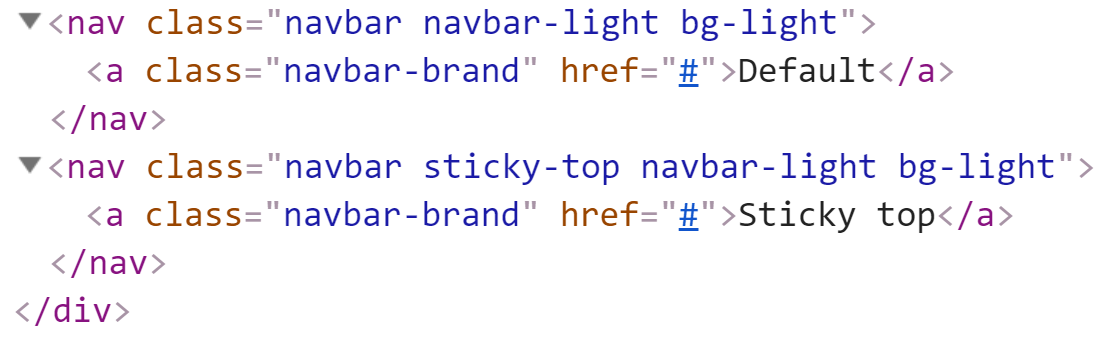 <nav class="navbar navbar-light bg-light">
<a class="navbar-brand" href="#">Default</a>
</nav>
<nav class="navbar sticky-top navbar-light bg-light">
<a class="navbar-brand" href="#">Sticky top</a>
</nav>
</div>